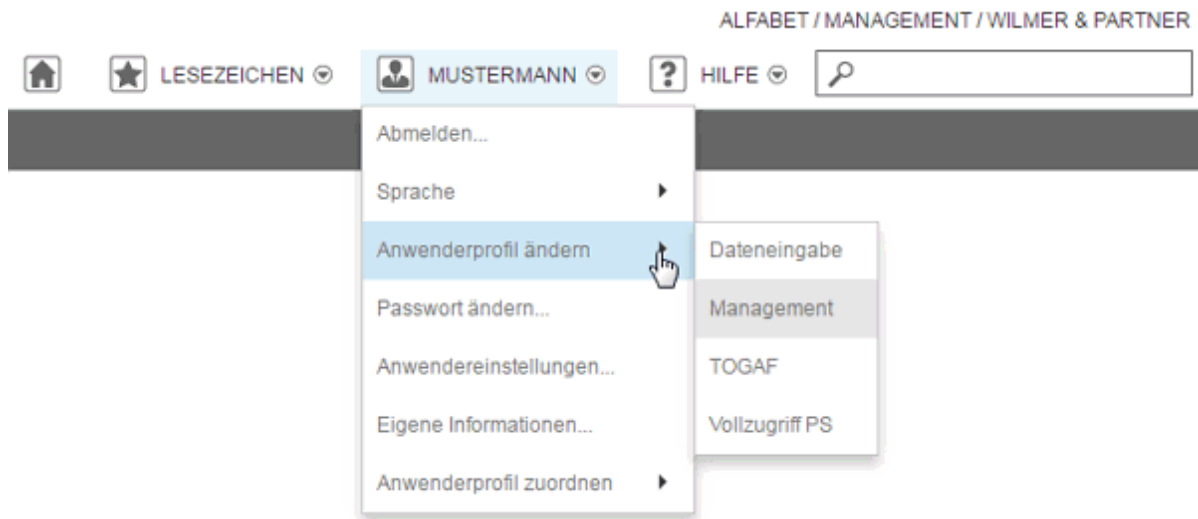 ALFABET / MANAGEMENT / WILMER & PARTNER
LESEZEICHEN MUSTERMANN ? HILFE
Abmelden...
Sprache
Anwenderprofil ändern Dateneingabe
Passwort ändern... Management
Anwendereinstellungen... TOGAF
Eigene Informationen... Vollzugriff PS
Anwenderprofil zuordnen